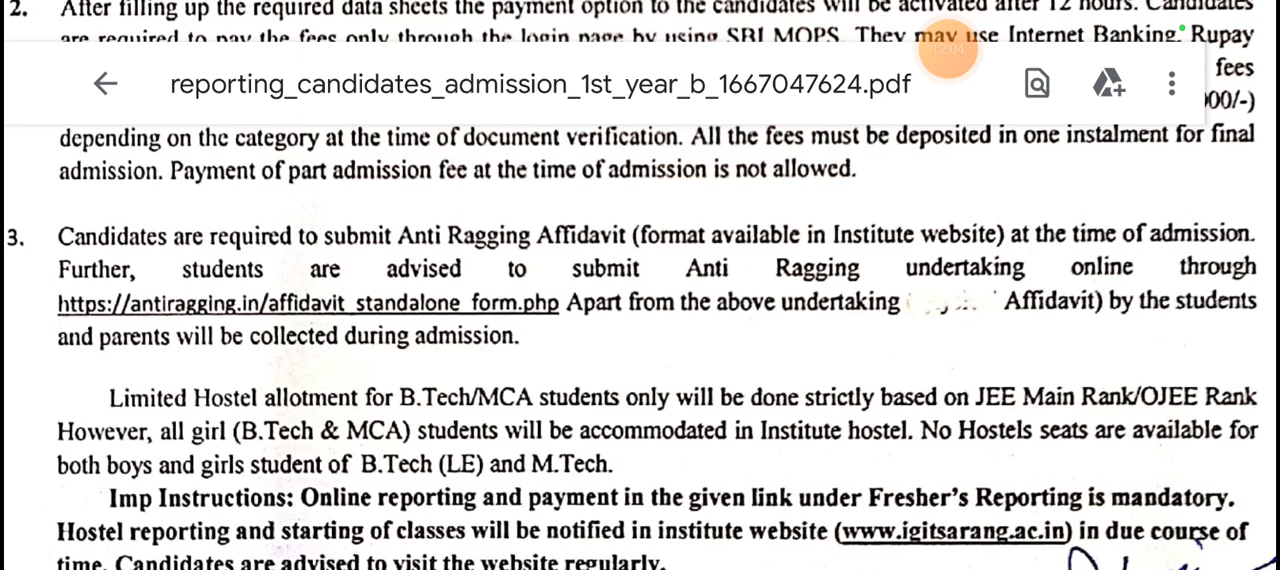 2. After filling up the required data sheets the payment option to the candidates will be activated after 12 hours. Candidates
are required to pay the fees only through the login page by using SBI MOPS. They may use Internet Banking, Rupay
12:04
fees
reporting_candidates_admission_1st_year_b_1667047624.pdf
000/-)
depending on the category at the time of document verification. All the fees must be deposited in one instalment for final
admission. Payment of part admission fee at the time of admission is not allowed.
3. Candidates are required to submit Anti Ragging Affidavit (format available in Institute website) at the time of admission.
Further, students are advised to submit Anti Ragging undertaking online through
https://antiragging.in/affidavit_standalone_form.php Apart from the above undertaking Affidavit) by the students
and parents will be collected during admission.
Limited Hostel allotment for B.Tech/MCA students only will be done strictly based on JEE Main Rank/OJEE Rank
However, all girl (B.Tech & MCA) students will be accommodated in Institute hostel. No Hostels seats are available for
both boys and girls student of B.Tech (LE) and M.Tech.
Imp Instructions: Online reporting and payment in the given link under Fresher's Reporting is mandatory.
Hostel reporting and starting of classes will be notified in institute website (www.igitsarang.ac.in) in due course of
time. Candidates are advised to visit the website regularly.